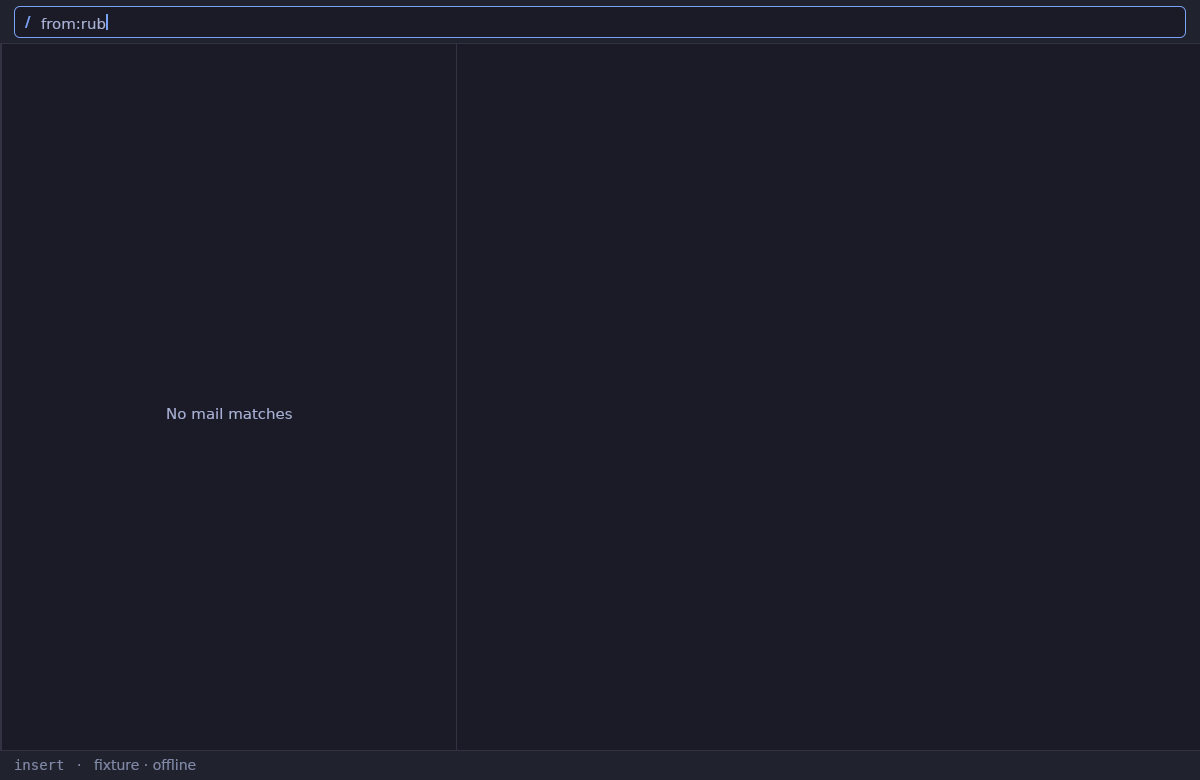 / from:rub
No mail matches
insert · fixture · offline